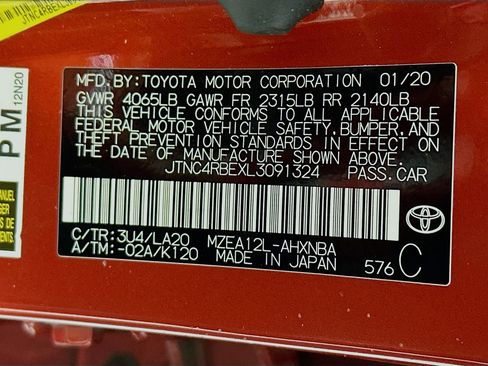 MFD. BY: TOYOTA MOTOR CORPORATION 01/20
GVWR 4065LB GAWR FR 2315LB RR 2140LB
THIS VEHICLE CONFORMS TO ALL APPLICABLE
FEDERAL MOTOR VEHICLE SAFETY, BUMPER, AND
THEFT PREVENTION STANDARDS IN EFFECT ON
THE DATE OF MANUFACTURE SHOWN ABOVE.
JTNC4RBEXL3091324 PASS.CAR
C/TR: 3U4/LA20 MZEA12L-AHXNBA
A/TM: -02A/K120 MADE IN JAPAN 576 C
PM 12N20